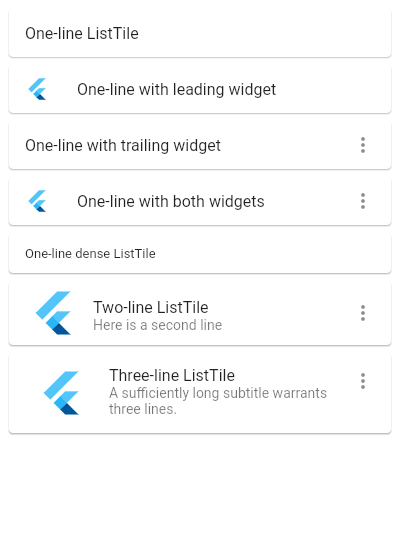 One-line ListTile
One-line with leading widget
One-line with trailing widget
One-line with both widgets
One-line dense ListTile
Two-line ListTile
Here is a second line
Three-line ListTile
A sufficiently long subtitle warrants
three lines.